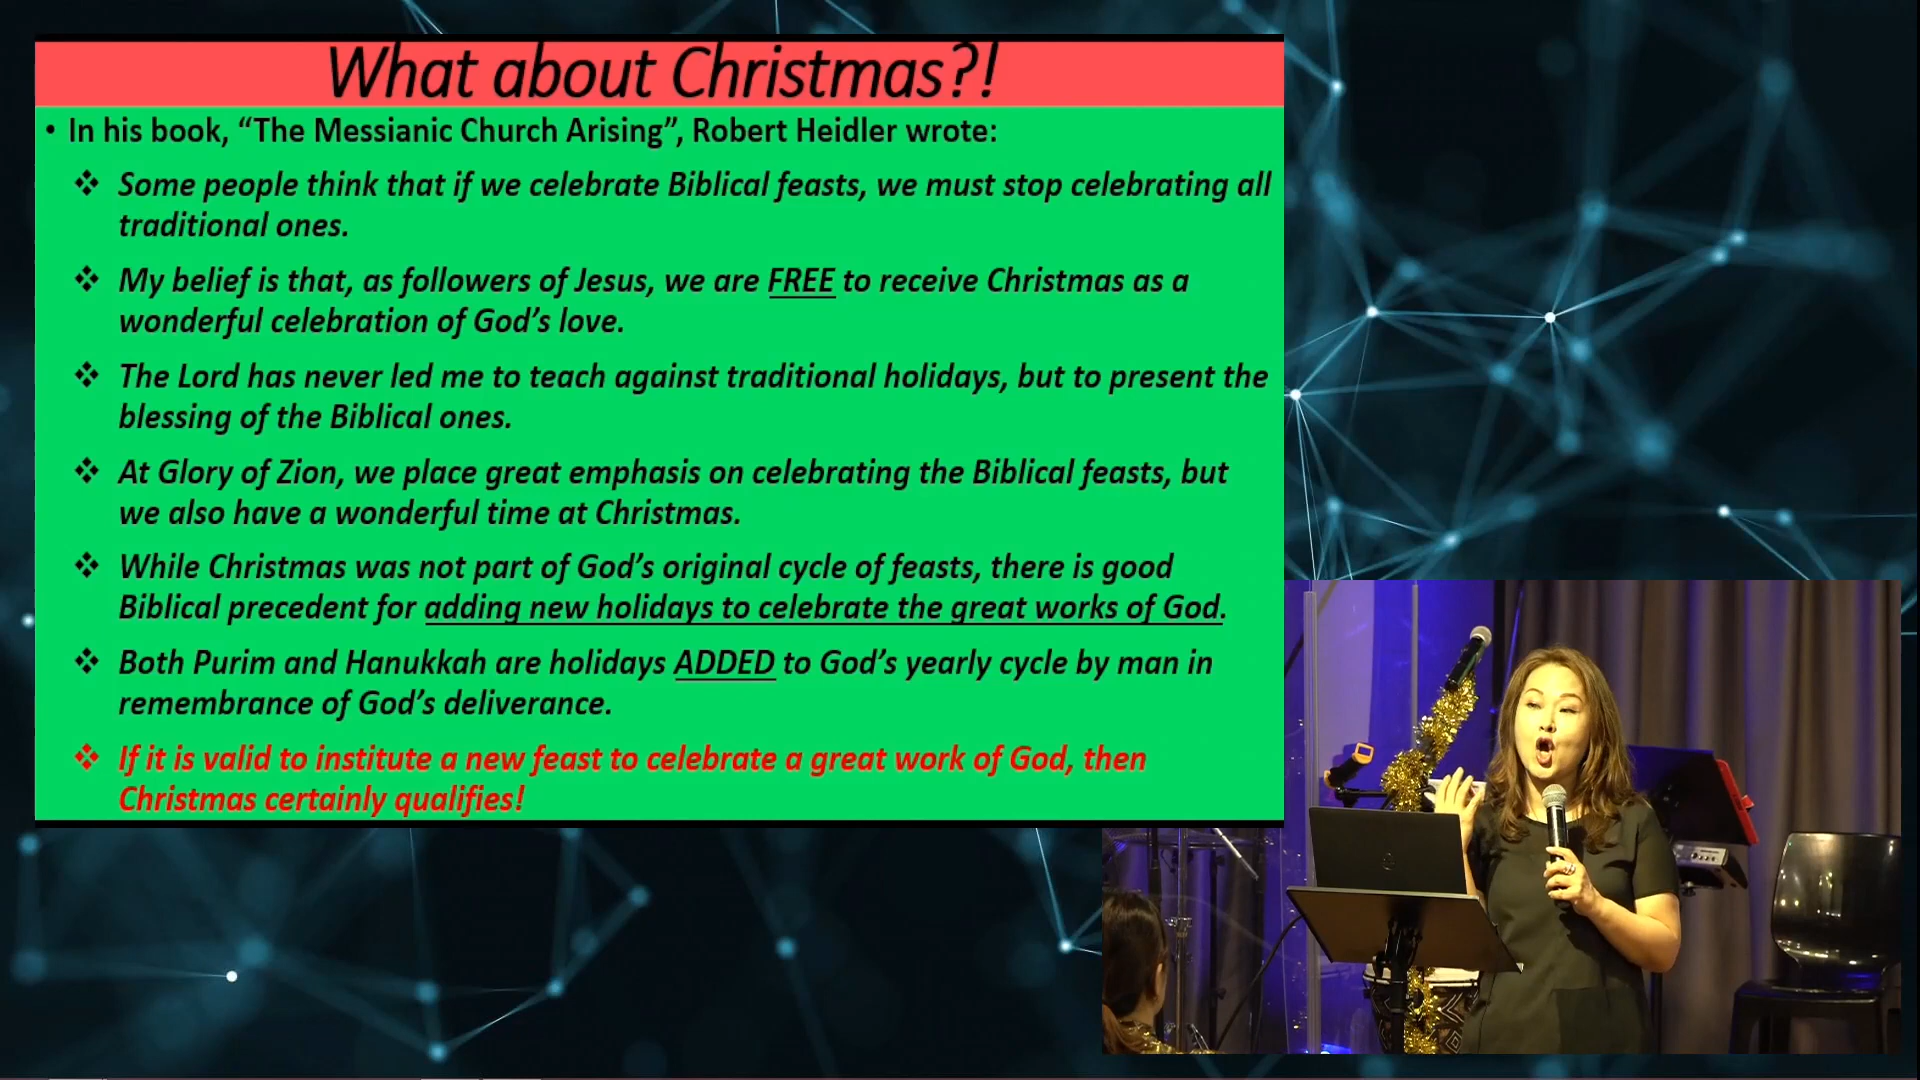 What about Christmas?!
• In his book, “The Messianic Church Arising”, Robert Heidler wrote:
❖ Some people think that if we celebrate Biblical feasts, we must stop celebrating all
traditional ones.
❖ My belief is that, as followers of Jesus, we are FREE to receive Christmas as a
wonderful celebration of God’s love.
❖ The Lord has never led me to teach against traditional holidays, but to present the
blessing of the Biblical ones.
❖ At Glory of Zion, we place great emphasis on celebrating the Biblical feasts, but
we also have a wonderful time at Christmas.
❖ While Christmas was not part of God’s original cycle of feasts, there is good
Biblical precedent for adding new holidays to celebrate the great works of God.
❖ Both Purim and Hanukkah are holidays ADDED to God’s yearly cycle by man in
remembrance of God’s deliverance.
❖ If it is valid to institute a new feast to celebrate a great work of God, then
Christmas certainly qualifies!